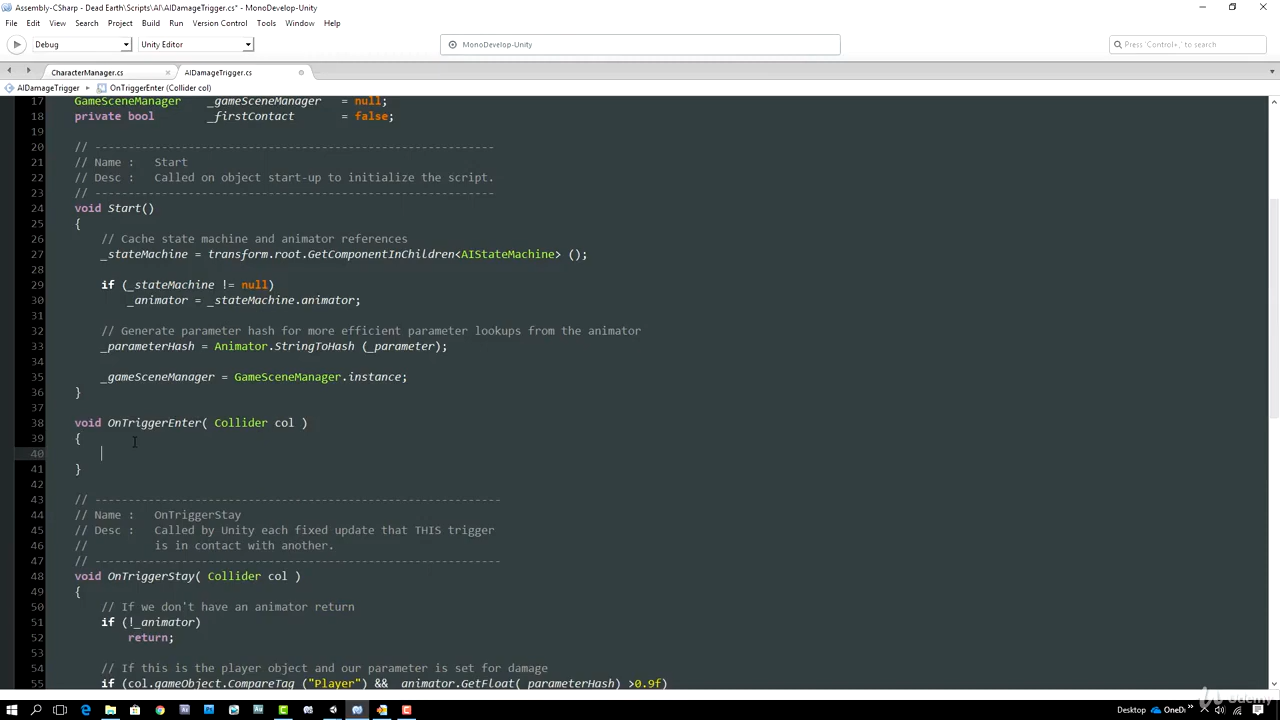 Assembly-CSharp - Dead Earth\Scripts\AI\AIDamageTrigger.cs* - MonoDevelop-Unity
File Edit View Search Project Build Run Version Control Tools Window Help
Debug Unity Editor MonoDevelop-Unity Press 'Control+,' to search
CharacterManager.cs AIDamageTrigger.cs
AIDamageTrigger OnTriggerEnter (Collider col)
17 GameSceneManager _gameSceneManager = null;
18 private bool _firstContact = false;
19
20 // ------------------------------------------------------------
21 // Name : Start
22 // Desc : Called on object start-up to initialize the script.
23 // ------------------------------------------------------------
24 void Start()
25 {
26 // Cache state machine and animator references
27 _stateMachine = transform.root.GetComponentInChildren<AIStateMachine> ();
28
29 if (_stateMachine != null)
30 _animator = _stateMachine.animator;
31
32 // Generate parameter hash for more efficient parameter lookups from the animator
33 _parameterHash = Animator.StringToHash (_parameter);
34
35 _gameSceneManager = GameSceneManager.instance;
36 }
37
38 void OnTriggerEnter( Collider col )
39 {
40
41 }
42
43 // -------------------------------------------------------------
44 // Name : OnTriggerStay
45 // Desc : Called by Unity each fixed update that THIS trigger
46 // is in contact with another.
47 // -------------------------------------------------------------
48 void OnTriggerStay( Collider col )
49 {
50 // If we don't have an animator return
51 if (!_animator)
52 return;
53
54 // If this is the player object and our parameter is set for damage
55 if (col.gameObject.CompareTag ("Player") && _animator.GetFloat(_parameterHash) >0.9f)
Udemy
Desktop OneDr